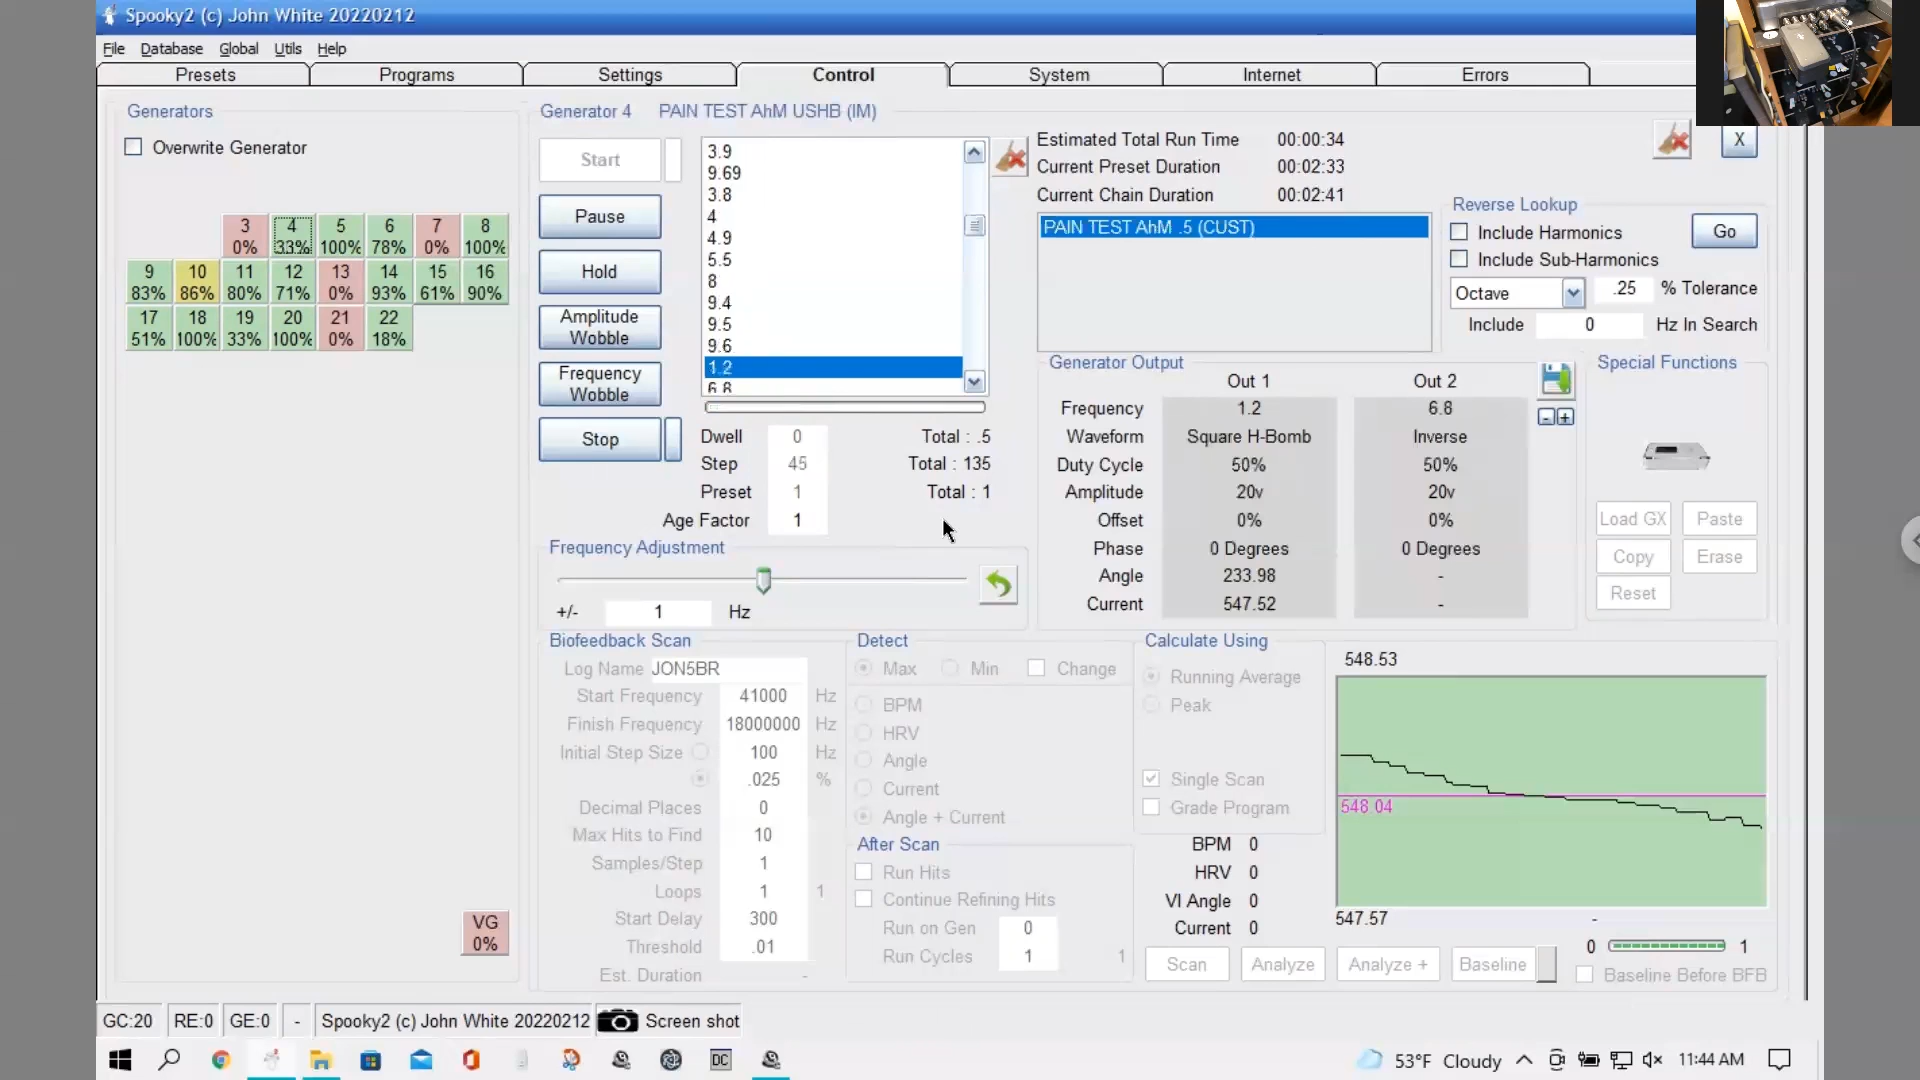 Spooky2 (c) John White 20220212
File Database Global Utils Help
Presets Programs Settings Control System Internet Errors
Generators
Overwrite Generator
3 4 5 6 7 8
0% 33% 100% 78% 0% 100%
9 10 11 12 13 14 15 16
83% 86% 80% 71% 0% 93% 61% 90%
17 18 19 20 21 22
51% 100% 33% 100% 0% 18%
VG
0%
Generator 4 PAIN TEST AhM USHB (IM)
Start
Pause
Hold
Amplitude
Wobble
Frequency
Wobble
Stop
3.9
9.69
3.8
4
4.9
5.5
8
9.4
9.5
9.6
1.2
6.8
Dwell 0 Total : .5
Step 45 Total : 135
Preset 1 Total : 1
Age Factor 1
Frequency Adjustment
+/- 1 Hz
Estimated Total Run Time 00:00:34
Current Preset Duration 00:02:33
Current Chain Duration 00:02:41
PAIN TEST AhM .5 (CUST)
X
Reverse Lookup
Include Harmonics Go
Include Sub-Harmonics
Octave .25 % Tolerance
Include 0 Hz In Search
Generator Output
Out 1 Out 2
Frequency 1.2 6.8
Waveform Square H-Bomb Inverse
Duty Cycle 50% 50%
Amplitude 20v 20v
Offset 0% 0%
Phase 0 Degrees 0 Degrees
Angle 233.98 -
Current 547.52 -
- +
Special Functions
Load GX Paste
Copy Erase
Reset
Biofeedback Scan
Log Name JON5BR
Start Frequency 41000 Hz
Finish Frequency 18000000 Hz
Initial Step Size 100 Hz
.025 %
Decimal Places 0
Max Hits to Find 10
Samples/Step 1
Loops 1 1
Start Delay 300
Threshold .01
Est. Duration -
Detect
Max Min Change
BPM
HRV
Angle
Current
Angle + Current
After Scan
Run Hits
Continue Refining Hits
Run on Gen 0
Run Cycles 1 1
Calculate Using
Running Average
Peak
Single Scan
Grade Program
BPM 0
HRV 0
VI Angle 0
Current 0
548.53
548.04
547.57 -
0 1
Scan Analyze Analyze + Baseline
Baseline Before BFB
GC:20 RE:0 GE:0 - Spooky2 (c) John White 20220212 Screen shot
DC 53°F Cloudy 11:44 AM